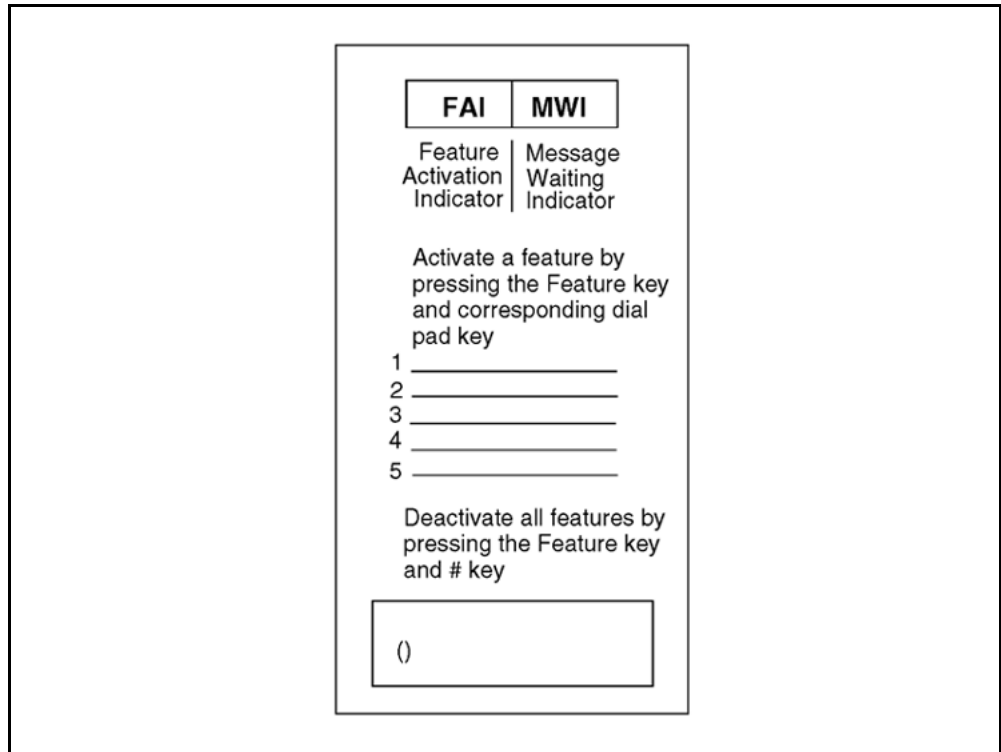 FAI MWI
Feature Message
Activation Waiting
Indicator Indicator
Activate a feature by
pressing the Feature key
and corresponding dial
pad key
1
2
3
4
5
Deactivate all features by
pressing the Feature key
and # key
()